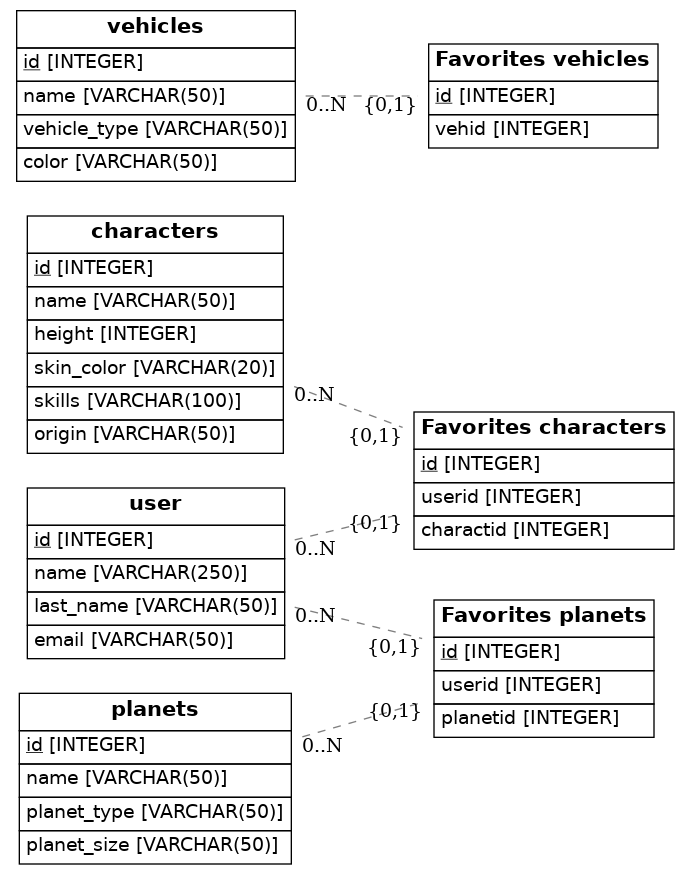 vehicles
id [INTEGER]
name [VARCHAR(50)]
vehicle_type [VARCHAR(50)]
color [VARCHAR(50)]
0..N {0,1}
Favorites vehicles
id [INTEGER]
vehid [INTEGER]
characters
id [INTEGER]
name [VARCHAR(50)]
height [INTEGER]
skin_color [VARCHAR(20)]
skills [VARCHAR(100)]
origin [VARCHAR(50)]
0..N
{0,1}
Favorites characters
id [INTEGER]
userid [INTEGER]
charactid [INTEGER]
user
id [INTEGER]
name [VARCHAR(250)]
last_name [VARCHAR(50)]
email [VARCHAR(50)]
{0,1}
0..N
0..N
{0,1}
Favorites planets
id [INTEGER]
userid [INTEGER]
planetid [INTEGER]
planets
id [INTEGER]
name [VARCHAR(50)]
planet_type [VARCHAR(50)]
planet_size [VARCHAR(50)]
{0,1}
0..N